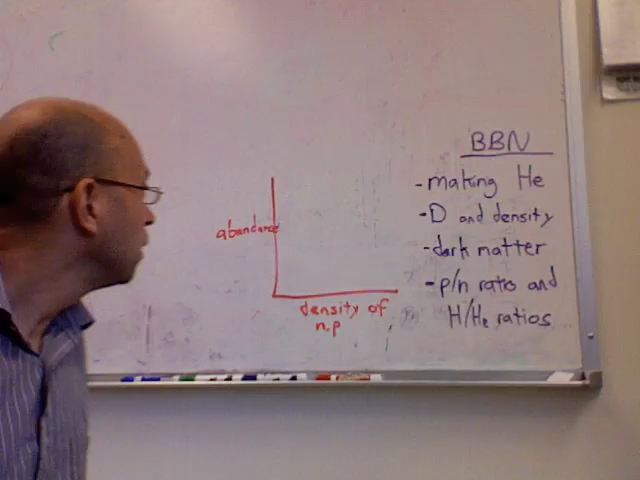 BBN
- making He
- D and density
- dark matter
- p/n ratio and
H/He ratios
abundance
density of
n,p